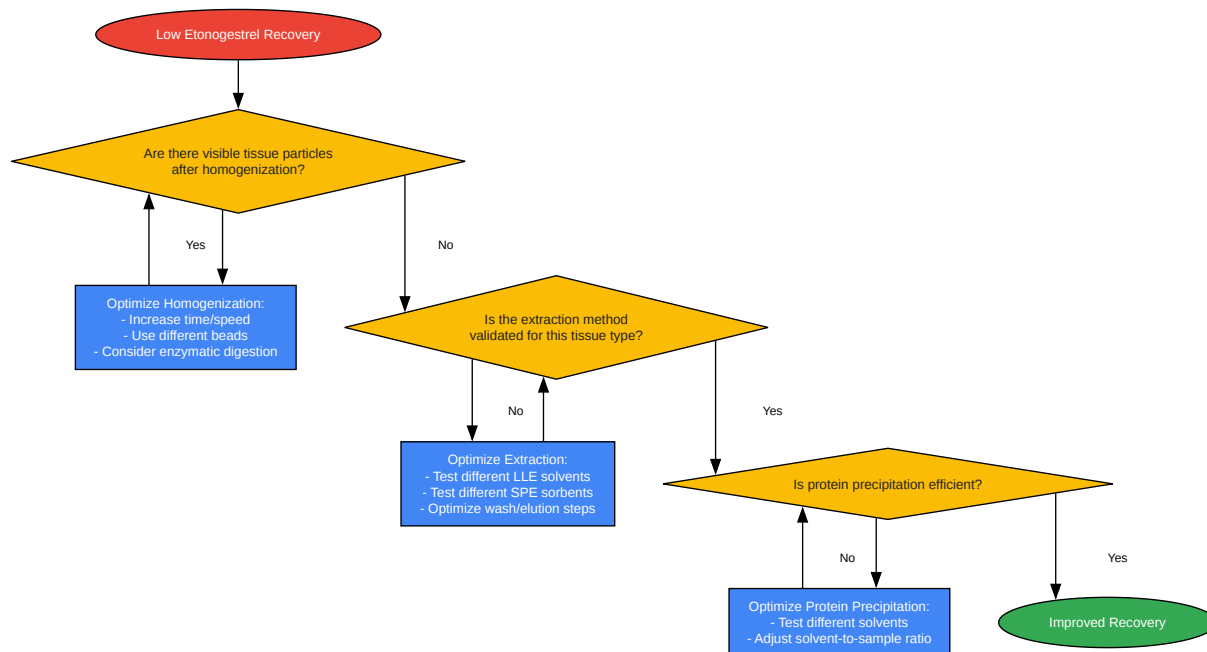 Low Etonogestrel Recovery
Are there visible tissue particles
after homogenization?
Yes
No
Optimize Homogenization:
- Increase time/speed
- Use different beads
- Consider enzymatic digestion
Is the extraction method
validated for this tissue type?
No
Yes
Optimize Extraction:
- Test different LLE solvents
- Test different SPE sorbents
- Optimize wash/elution steps
Is protein precipitation efficient?
No
Yes
Optimize Protein Precipitation:
- Test different solvents
- Adjust solvent-to-sample ratio
Improved Recovery